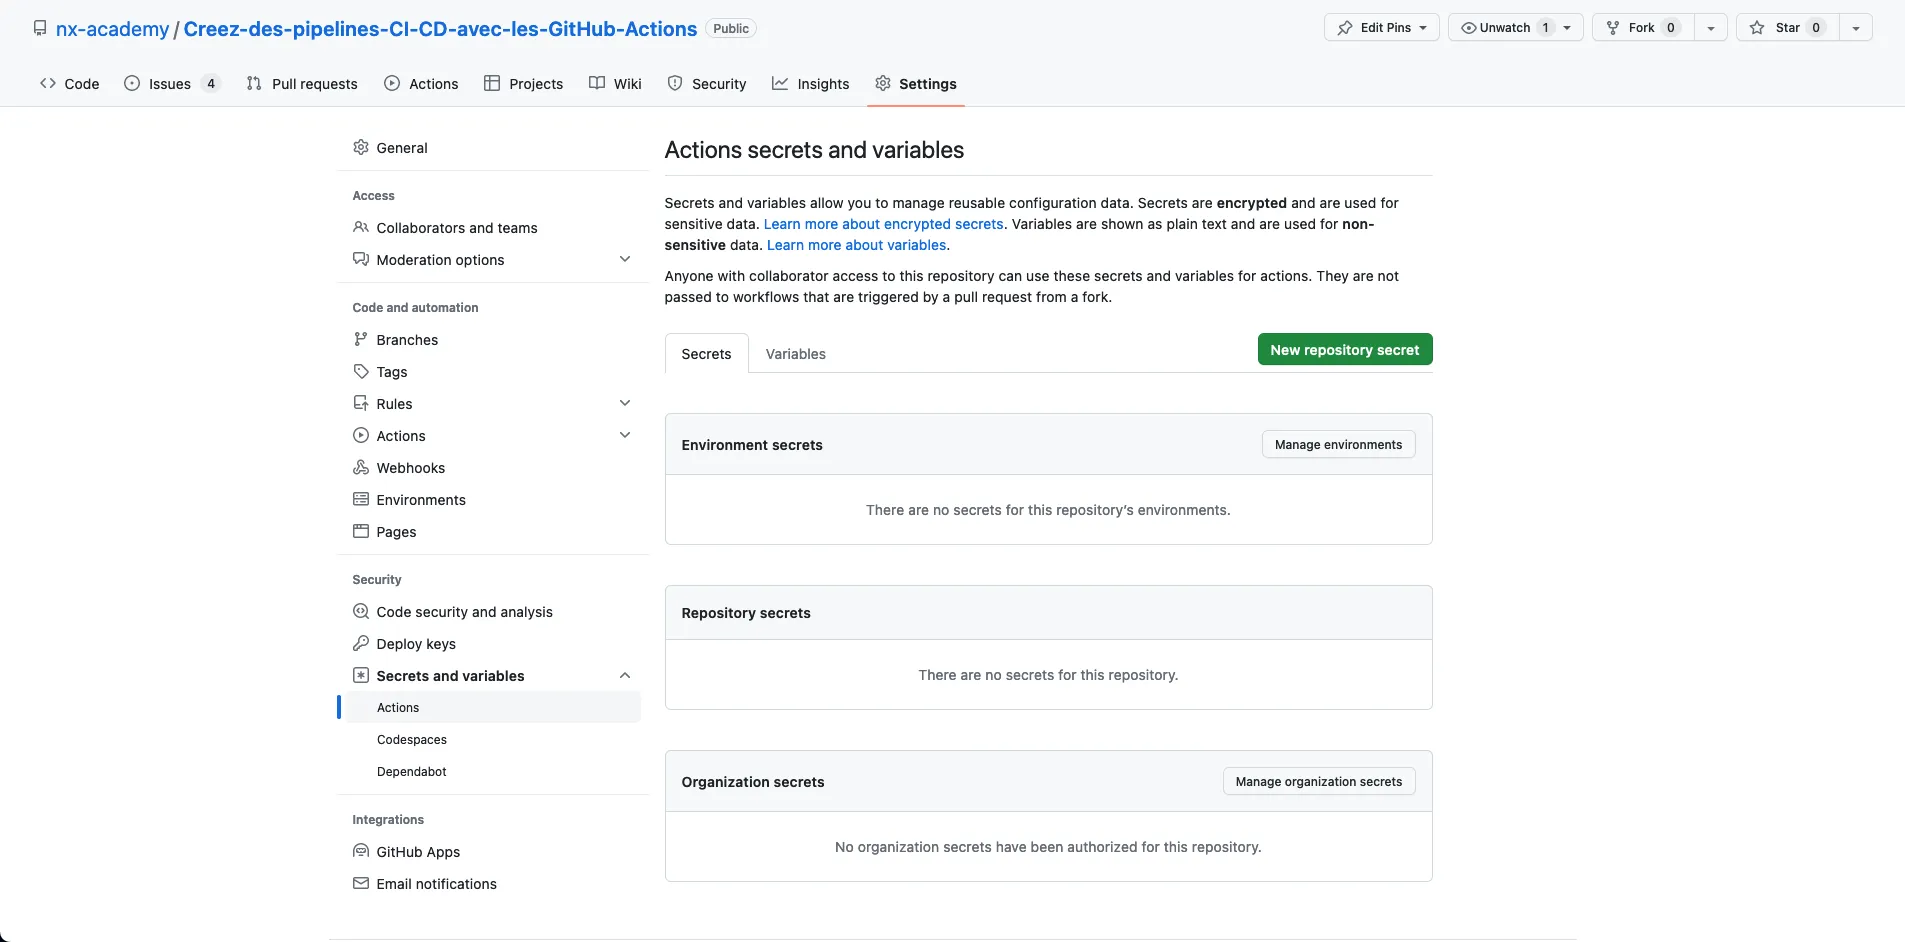 nx-academy / Creez-des-pipelines-CI-CD-avec-les-GitHub-Actions Public
Edit Pins
Unwatch 1
Fork 0
Star 0
Code
Issues 4
Pull requests
Actions
Projects
Wiki
Security
Insights
Settings
General
Access
Collaborators and teams
Moderation options
Code and automation
Branches
Tags
Rules
Actions
Webhooks
Environments
Pages
Security
Code security and analysis
Deploy keys
Secrets and variables
Actions
Codespaces
Dependabot
Integrations
GitHub Apps
Email notifications
Actions secrets and variables
Secrets and variables allow you to manage reusable configuration data. Secrets are encrypted and are used for
sensitive data. Learn more about encrypted secrets. Variables are shown as plain text and are used for non-
sensitive data. Learn more about variables.
Anyone with collaborator access to this repository can use these secrets and variables for actions. They are not
passed to workflows that are triggered by a pull request from a fork.
Secrets
Variables
New repository secret
Environment secrets
Manage environments
There are no secrets for this repository’s environments.
Repository secrets
There are no secrets for this repository.
Organization secrets
Manage organization secrets
No organization secrets have been authorized for this repository.